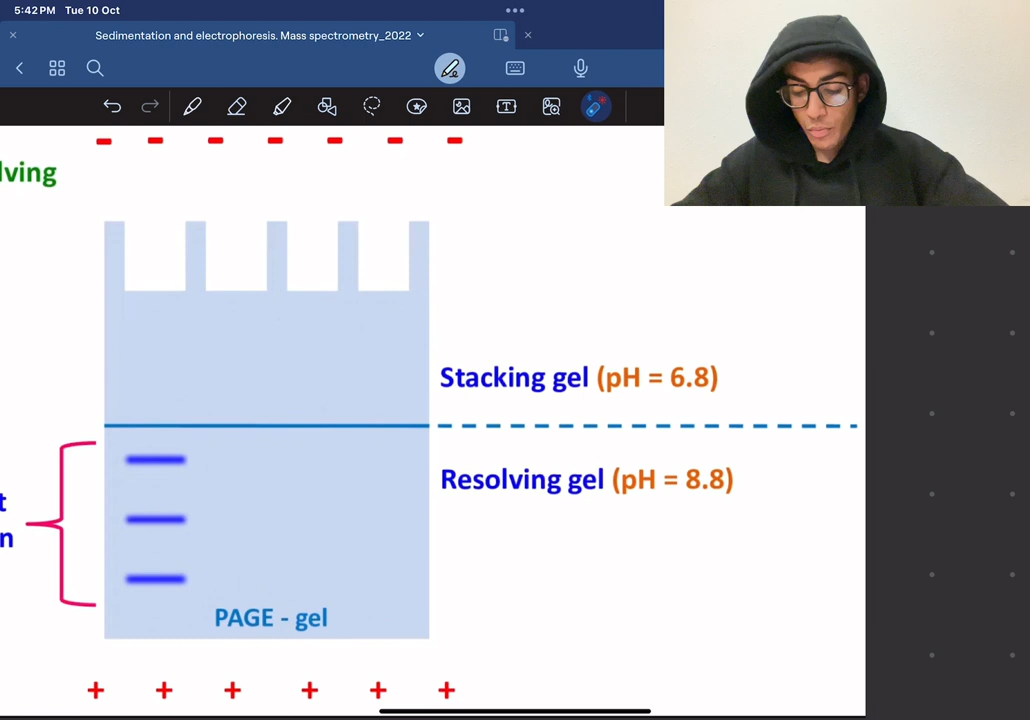 5:42 PM Tue 10 Oct
Sedimentation and electrophoresis. Mass spectrometry_2022
lving
Stacking gel (pH = 6.8)
Resolving gel (pH = 8.8)
t
n
PAGE - gel
+ + + + + +